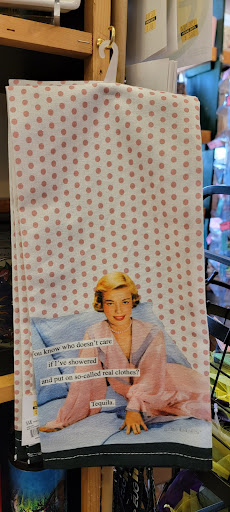 You know who doesn't care
if I've showered
and put on so-called real clothes?
Tequila.